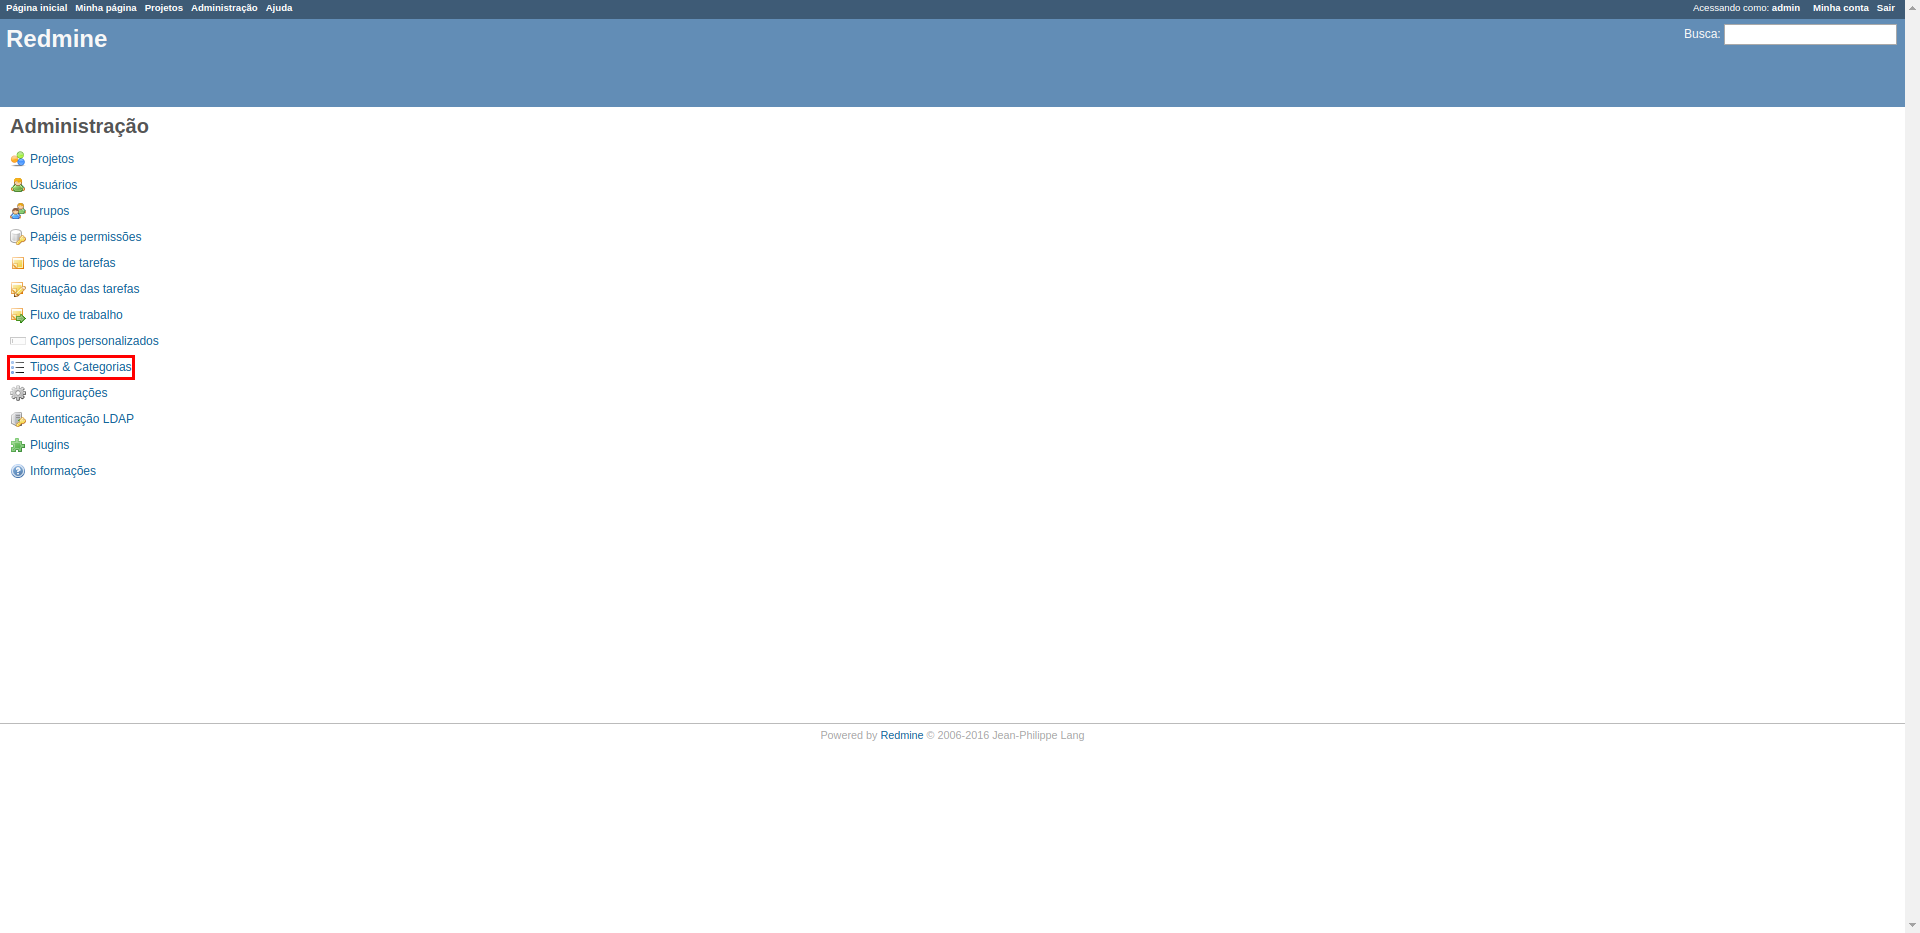 Página inicial Minha página Projetos Administração Ajuda Acessando como: admin Minha conta Sair
Redmine Busca:
Administração
Projetos
Usuários
Grupos
Papéis e permissões
Tipos de tarefas
Situação das tarefas
Fluxo de trabalho
Campos personalizados
Tipos & Categorias
Configurações
Autenticação LDAP
Plugins
Informações
Powered by Redmine © 2006-2016 Jean-Philippe Lang